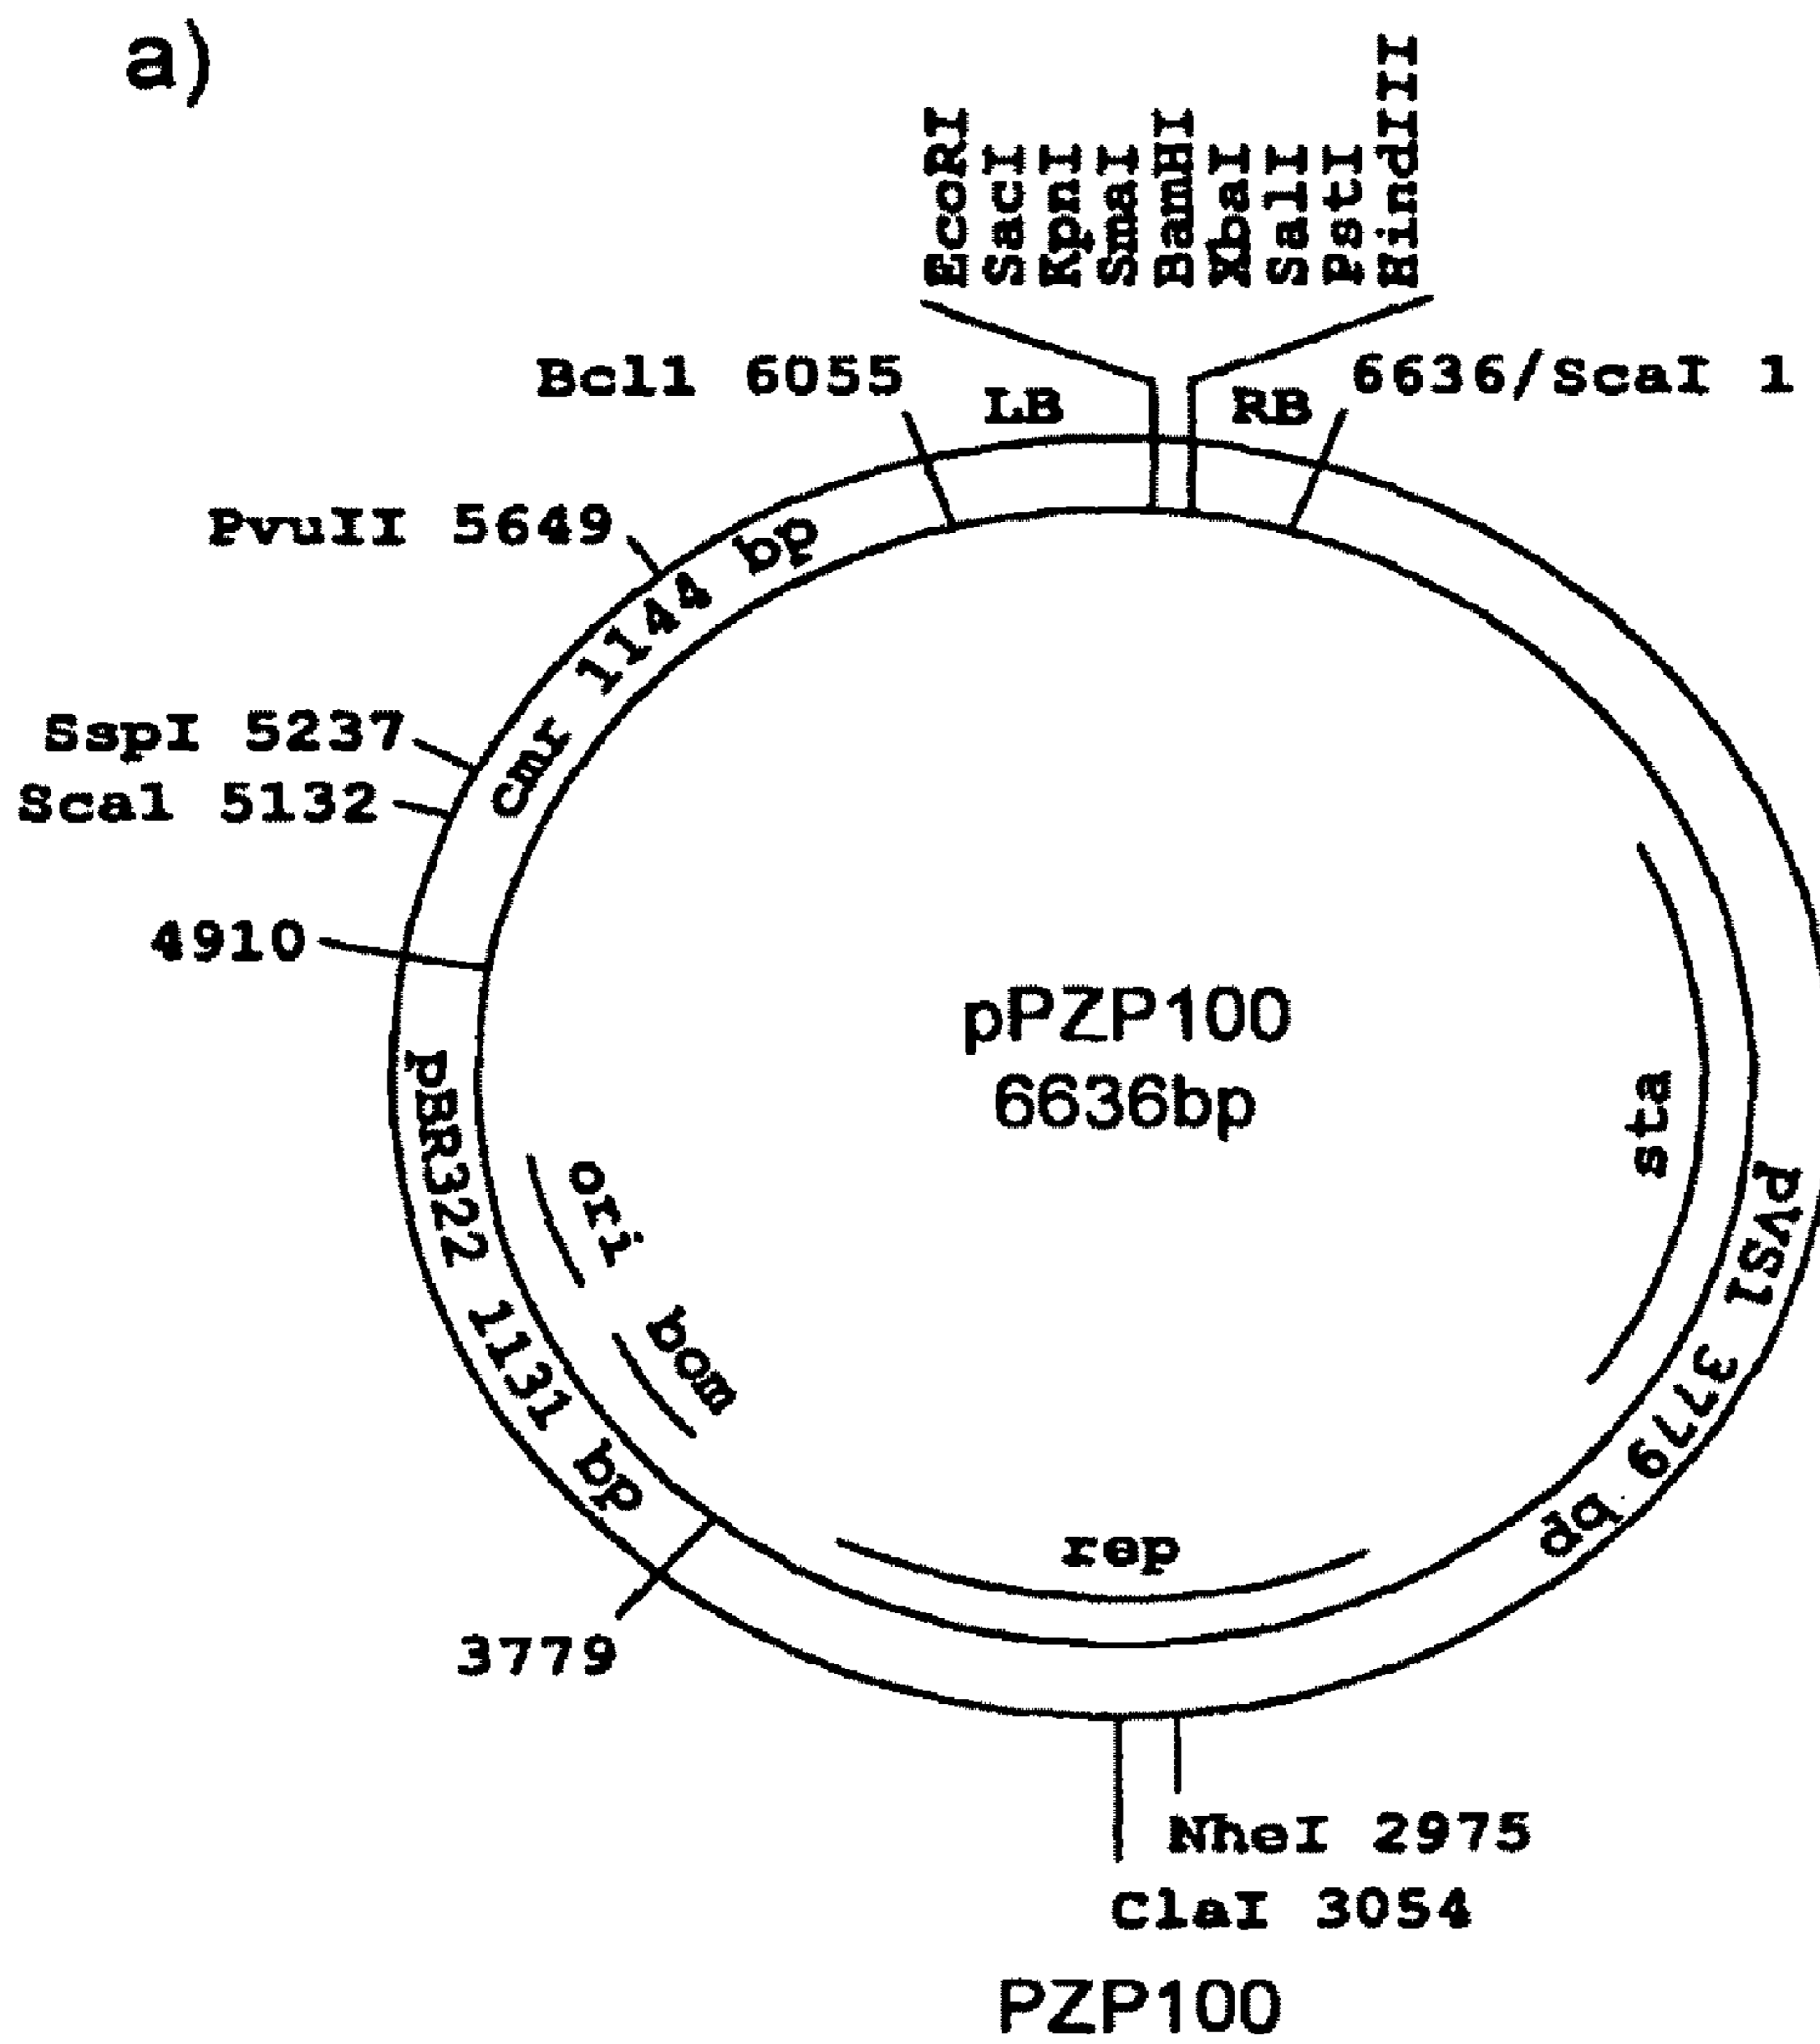 a)
EcoRI
SacI
KpnI
SmaI
BamHI
XbaI
SalI
PstI
HindIII
Bcl1 6055
LB
RB
6636/ScaI 1
PvuII 5649
SspI 5237
Scal 5132
4910
Cmr 1144 bp
pPZP100
6636bp
sta
pVS1 3779 bp
ori
bom
pBR322 1131 bp
rep
3779
NheI 2975
ClaI 3054
PZP100